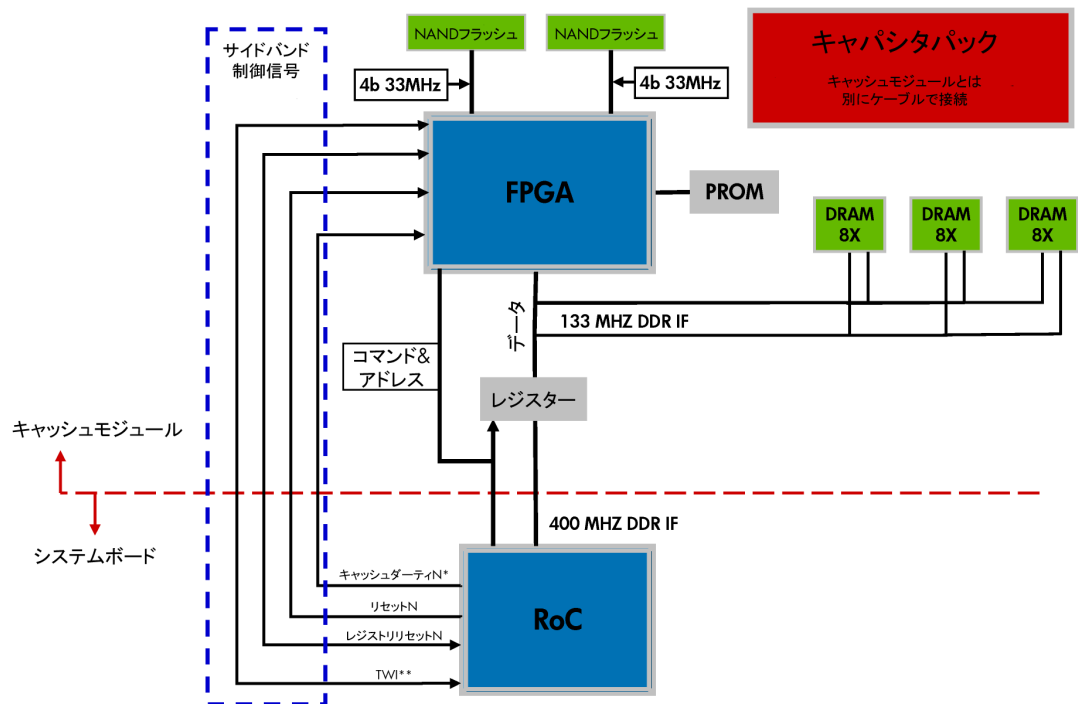 サイドバンド
制御信号
NANDフラッシュ
NANDフラッシュ
キャパシタパック
キャッシュモジュールとは
別にケーブルで接続
4b 33MHz
4b 33MHz
FPGA
PROM
DRAM
8X
DRAM
8X
DRAM
8X
データ
133 MHZ DDR IF
コマンド&
アドレス
レジスター
キャッシュモジュール
システムボード
400 MHZ DDR IF
キャッシュダーティN*
リセットN
レジストリリセットN
TWI**
RoC